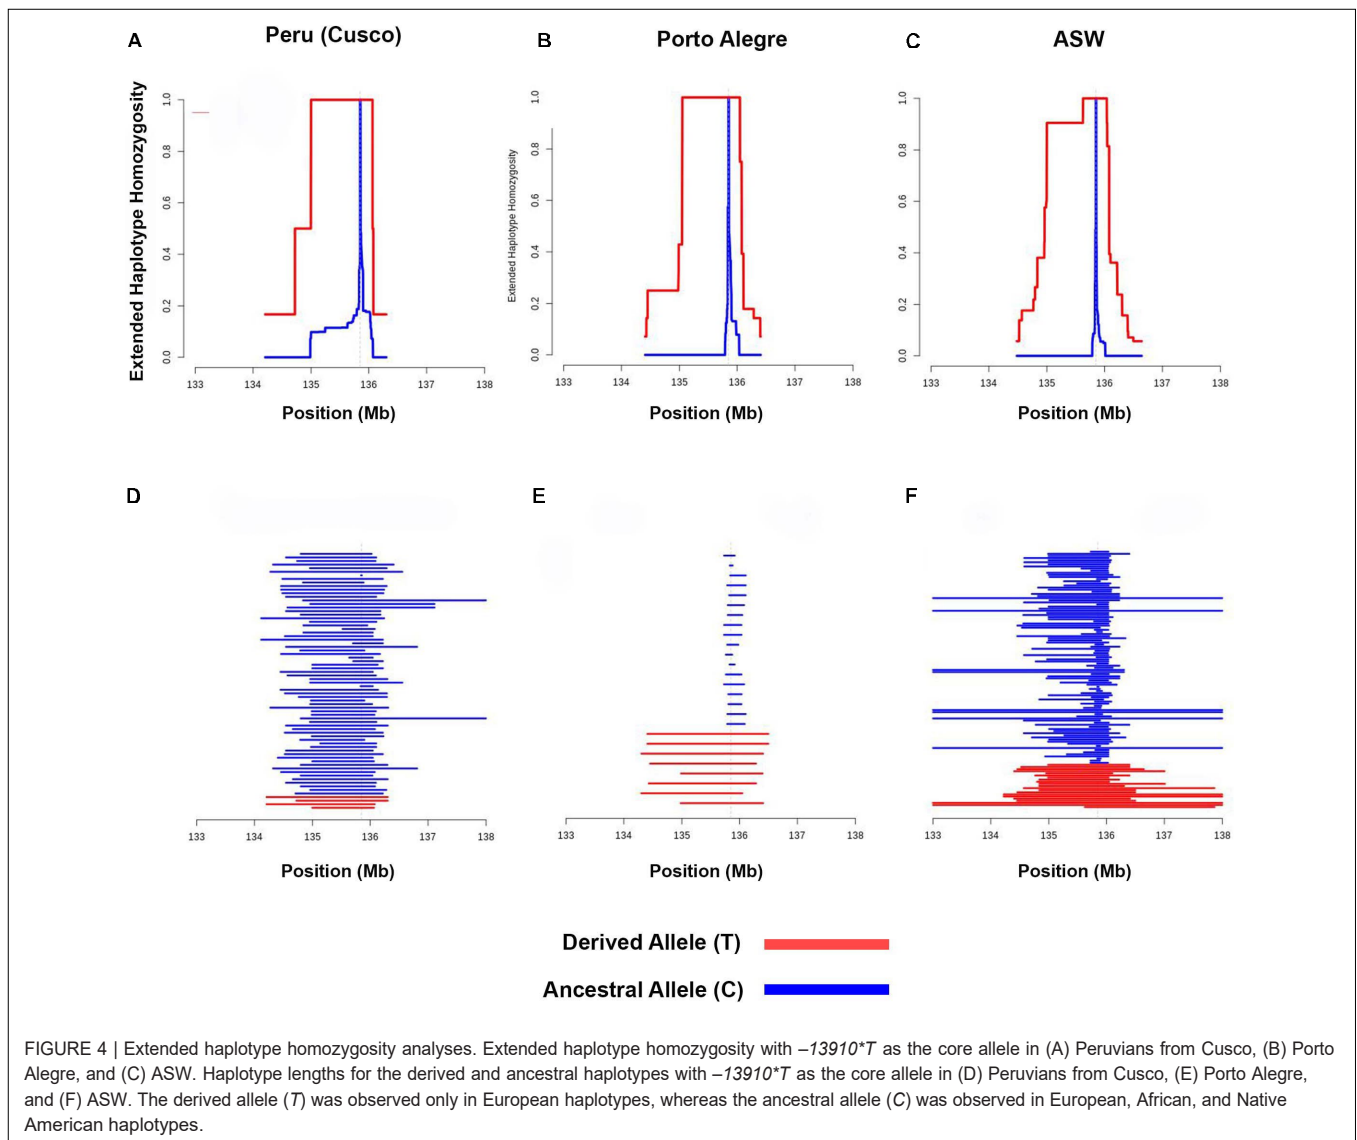 A
Peru (Cusco)
B
Porto Alegre
C
ASW
Extended Haplotype Homozygosity
1.0
0.8
0.6
0.4
0.2
0.0
133 134 135 136 137 138
Position (Mb)
Extended Haplotype Homozygosity
1.0
0.8
0.6
0.4
0.2
0.0
133 134 135 136 137 138
Position (Mb)
1.0
0.8
0.6
0.4
0.2
0.0
133 134 135 136 137 138
Position (Mb)
D
133 134 135 136 137 138
Position (Mb)
E
133 134 135 136 137 138
Position (Mb)
F
133 134 135 136 137 138
Position (Mb)
Derived Allele (T)
Ancestral Allele (C)
FIGURE 4 | Extended haplotype homozygosity analyses. Extended haplotype homozygosity with –13910*T as the core allele in (A) Peruvians from Cusco, (B) Porto
Alegre, and (C) ASW. Haplotype lengths for the derived and ancestral haplotypes with –13910*T as the core allele in (D) Peruvians from Cusco, (E) Porto Alegre,
and (F) ASW. The derived allele (T) was observed only in European haplotypes, whereas the ancestral allele (C) was observed in European, African, and Native
American haplotypes.